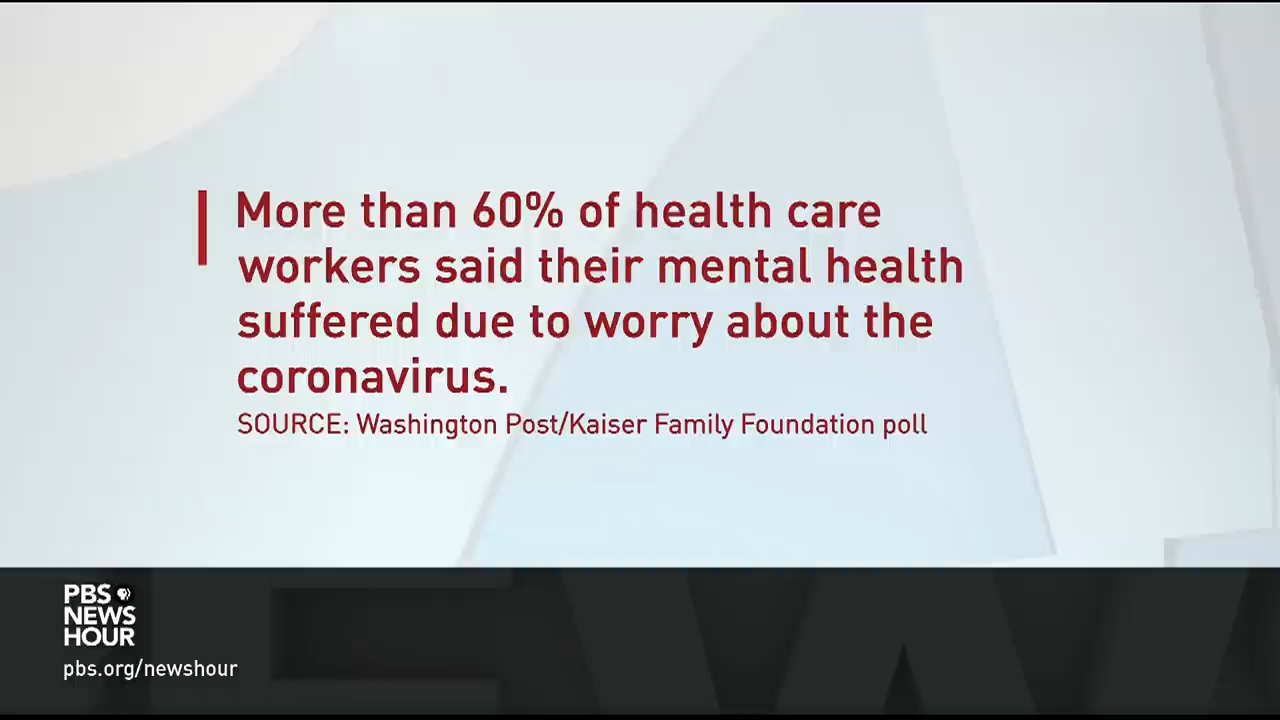 More than 60% of health care
workers said their mental health
suffered due to worry about the
coronavirus.
SOURCE: Washington Post/Kaiser Family Foundation poll
PBS
NEWS
HOUR
pbs.org/newshour